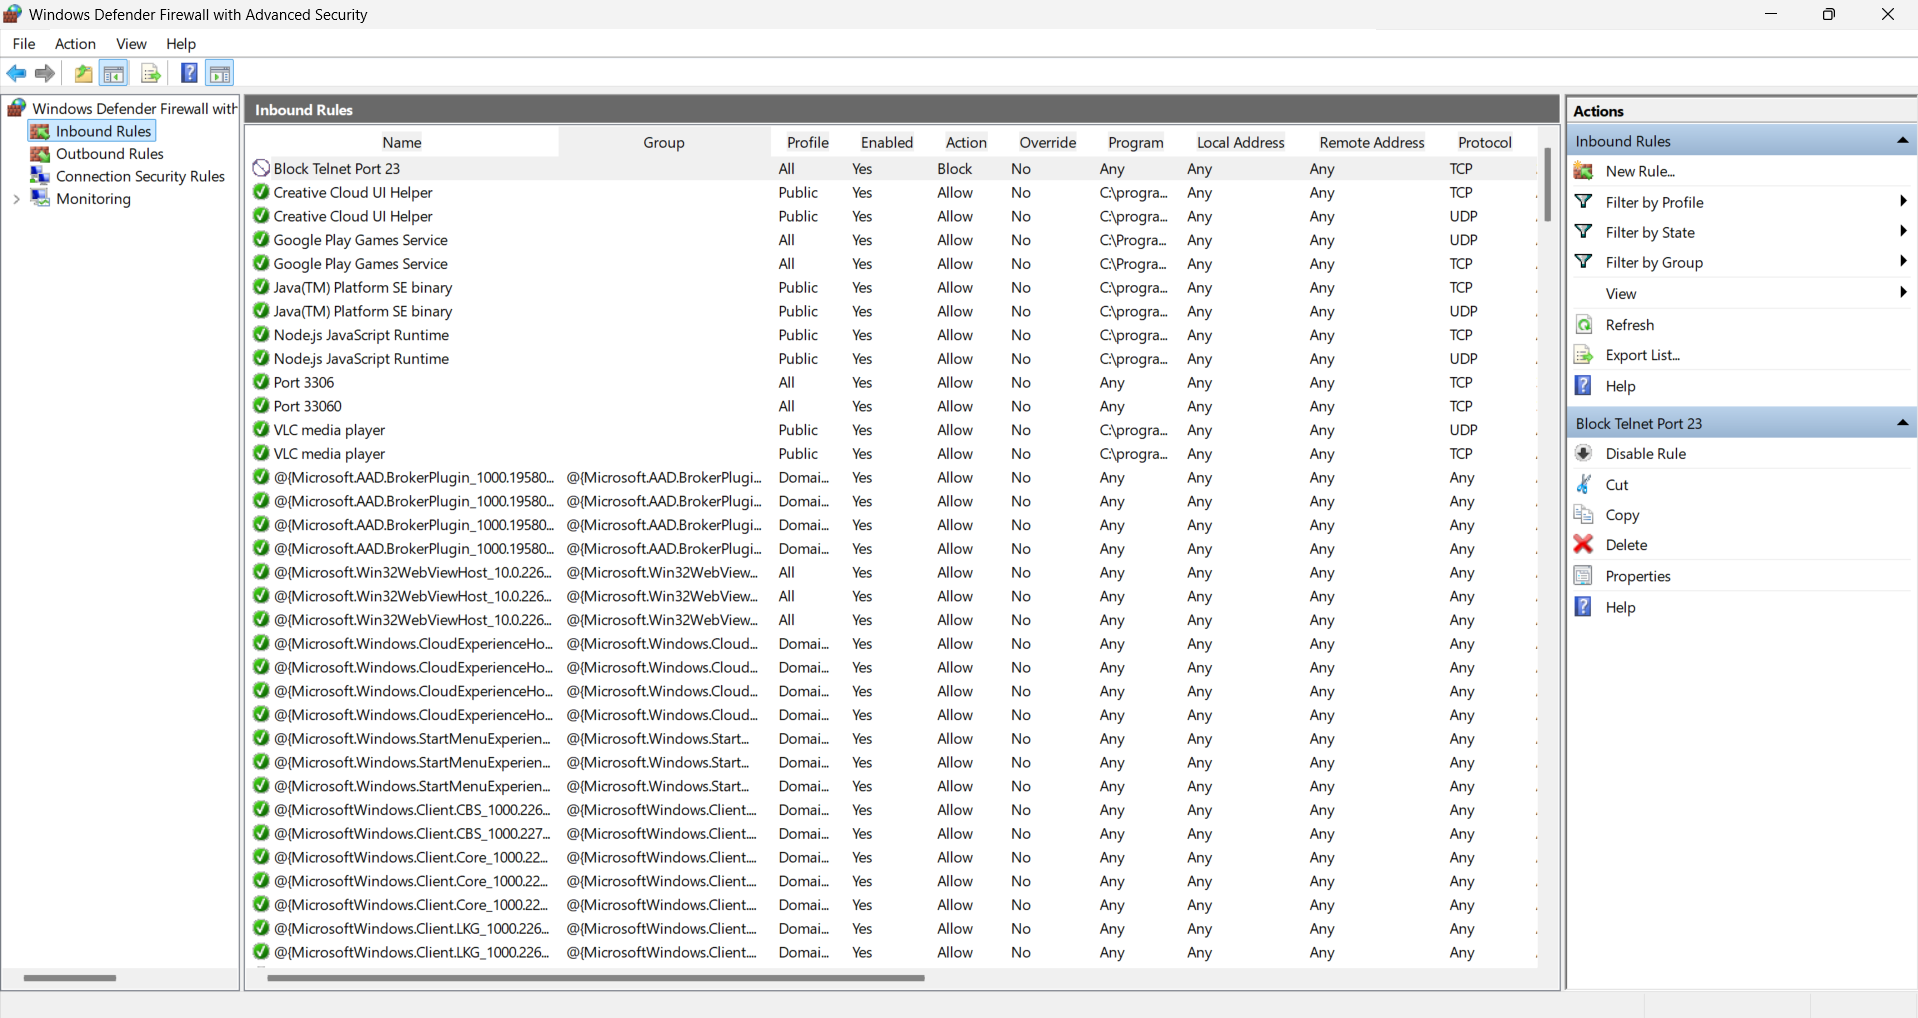 Windows Defender Firewall with Advanced Security
File Action View Help
Windows Defender Firewall with
Inbound Rules
Outbound Rules
Connection Security Rules
Monitoring
Inbound Rules
Name Group Profile Enabled Action Override Program Local Address Remote Address Protocol
Block Telnet Port 23 All Yes Block No Any Any Any TCP
Creative Cloud UI Helper Public Yes Allow No C:\progra... Any Any TCP
Creative Cloud UI Helper Public Yes Allow No C:\progra... Any Any UDP
Google Play Games Service All Yes Allow No C:\Progra... Any Any UDP
Google Play Games Service All Yes Allow No C:\Progra... Any Any TCP
Java(TM) Platform SE binary Public Yes Allow No C:\progra... Any Any TCP
Java(TM) Platform SE binary Public Yes Allow No C:\progra... Any Any UDP
Node.js JavaScript Runtime Public Yes Allow No C:\progra... Any Any TCP
Node.js JavaScript Runtime Public Yes Allow No C:\progra... Any Any UDP
Port 3306 All Yes Allow No Any Any Any TCP
Port 33060 All Yes Allow No Any Any Any TCP
VLC media player Public Yes Allow No C:\progra... Any Any UDP
VLC media player Public Yes Allow No C:\progra... Any Any TCP
@{Microsoft.AAD.BrokerPlugin_1000.19580... @{Microsoft.AAD.BrokerPlugi... Domai... Yes Allow No Any Any Any Any
@{Microsoft.AAD.BrokerPlugin_1000.19580... @{Microsoft.AAD.BrokerPlugi... Domai... Yes Allow No Any Any Any Any
@{Microsoft.AAD.BrokerPlugin_1000.19580... @{Microsoft.AAD.BrokerPlugi... Domai... Yes Allow No Any Any Any Any
@{Microsoft.AAD.BrokerPlugin_1000.19580... @{Microsoft.AAD.BrokerPlugi... Domai... Yes Allow No Any Any Any Any
@{Microsoft.Win32WebViewHost_10.0.226... @{Microsoft.Win32WebView... All Yes Allow No Any Any Any Any
@{Microsoft.Win32WebViewHost_10.0.226... @{Microsoft.Win32WebView... All Yes Allow No Any Any Any Any
@{Microsoft.Win32WebViewHost_10.0.226... @{Microsoft.Win32WebView... All Yes Allow No Any Any Any Any
@{Microsoft.Windows.CloudExperienceHo... @{Microsoft.Windows.Cloud... Domai... Yes Allow No Any Any Any Any
@{Microsoft.Windows.CloudExperienceHo... @{Microsoft.Windows.Cloud... Domai... Yes Allow No Any Any Any Any
@{Microsoft.Windows.CloudExperienceHo... @{Microsoft.Windows.Cloud... Domai... Yes Allow No Any Any Any Any
@{Microsoft.Windows.CloudExperienceHo... @{Microsoft.Windows.Cloud... Domai... Yes Allow No Any Any Any Any
@{Microsoft.Windows.StartMenuExperien... @{Microsoft.Windows.Start... Domai... Yes Allow No Any Any Any Any
@{Microsoft.Windows.StartMenuExperien... @{Microsoft.Windows.Start... Domai... Yes Allow No Any Any Any Any
@{Microsoft.Windows.StartMenuExperien... @{Microsoft.Windows.Start... Domai... Yes Allow No Any Any Any Any
@{MicrosoftWindows.Client.CBS_1000.226... @{MicrosoftWindows.Client.... Domai... Yes Allow No Any Any Any Any
@{MicrosoftWindows.Client.CBS_1000.227... @{MicrosoftWindows.Client.... Domai... Yes Allow No Any Any Any Any
@{MicrosoftWindows.Client.Core_1000.22... @{MicrosoftWindows.Client.... Domai... Yes Allow No Any Any Any Any
@{MicrosoftWindows.Client.Core_1000.22... @{MicrosoftWindows.Client.... Domai... Yes Allow No Any Any Any Any
@{MicrosoftWindows.Client.Core_1000.22... @{MicrosoftWindows.Client.... Domai... Yes Allow No Any Any Any Any
@{MicrosoftWindows.Client.LKG_1000.226... @{MicrosoftWindows.Client.... Domai... Yes Allow No Any Any Any Any
@{MicrosoftWindows.Client.LKG_1000.226... @{MicrosoftWindows.Client.... Domai... Yes Allow No Any Any Any Any
Actions
Inbound Rules
New Rule...
Filter by Profile
Filter by State
Filter by Group
View
Refresh
Export List...
Help
Block Telnet Port 23
Disable Rule
Cut
Copy
Delete
Properties
Help